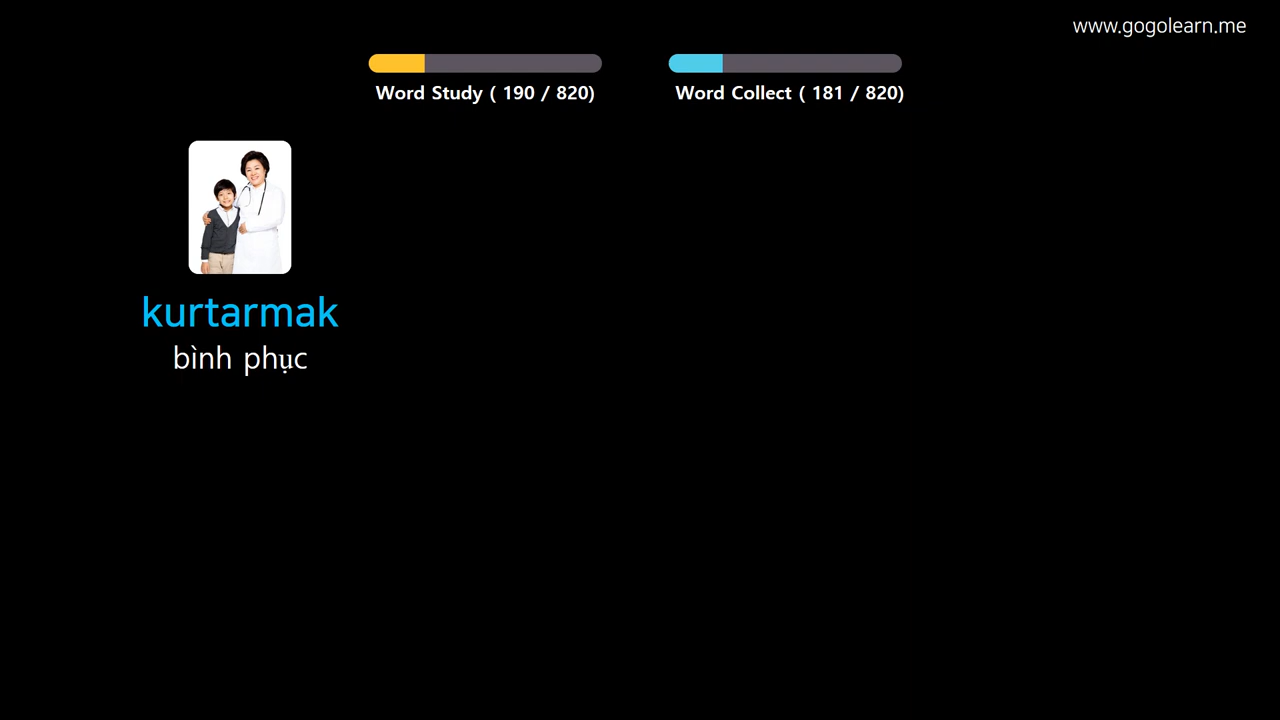 www.gogolearn.me
Word Study ( 190 / 820)
Word Collect ( 181 / 820)
kurtarmak
bình phục